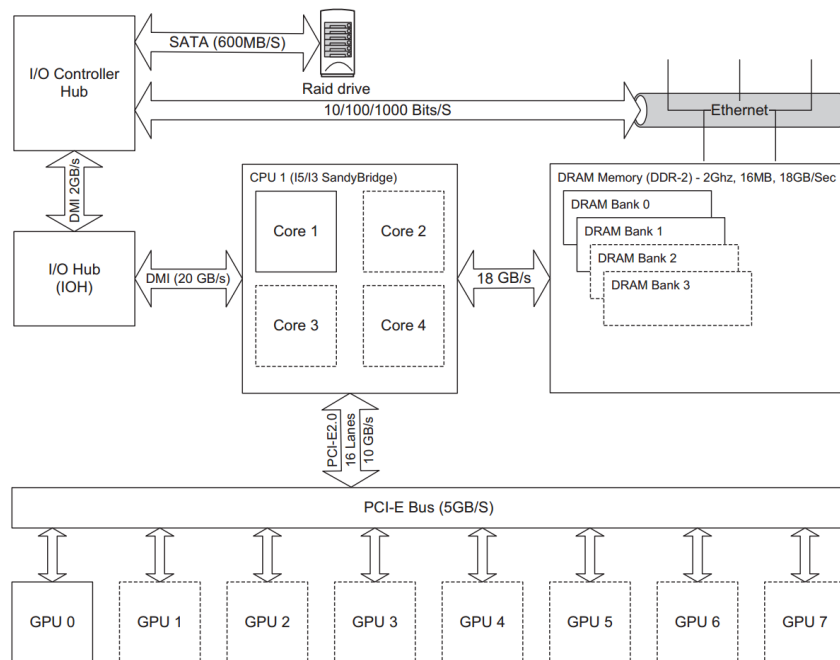 SATA (600MB/S)
I/O Controller
Hub
Raid drive
10/100/1000 Bits/S
Ethernet
DMI 2GB/s
CPU 1 (I5/I3 SandyBridge)
Core 1
Core 2
Core 3
Core 4
DRAM Memory (DDR-2) - 2Ghz, 16MB, 18GB/Sec
DRAM Bank 0
DRAM Bank 1
DRAM Bank 2
DRAM Bank 3
I/O Hub
(IOH)
DMI (20 GB/s)
18 GB/s
PCI-E2.0
16 Lanes
10 GB/s
PCI-E Bus (5GB/S)
GPU 0
GPU 1
GPU 2
GPU 3
GPU 4
GPU 5
GPU 6
GPU 7